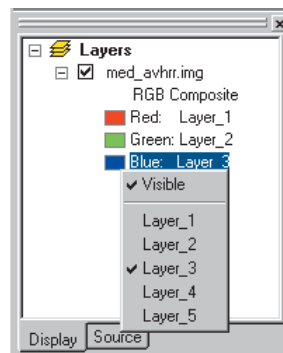 Layers
med_avhrr.img
RGB Composite
Red: Layer_1
Green: Layer_2
Blue: Layer_3
Visible
Layer_1
Layer_2
Layer_3
Layer_4
Layer_5
Display Source